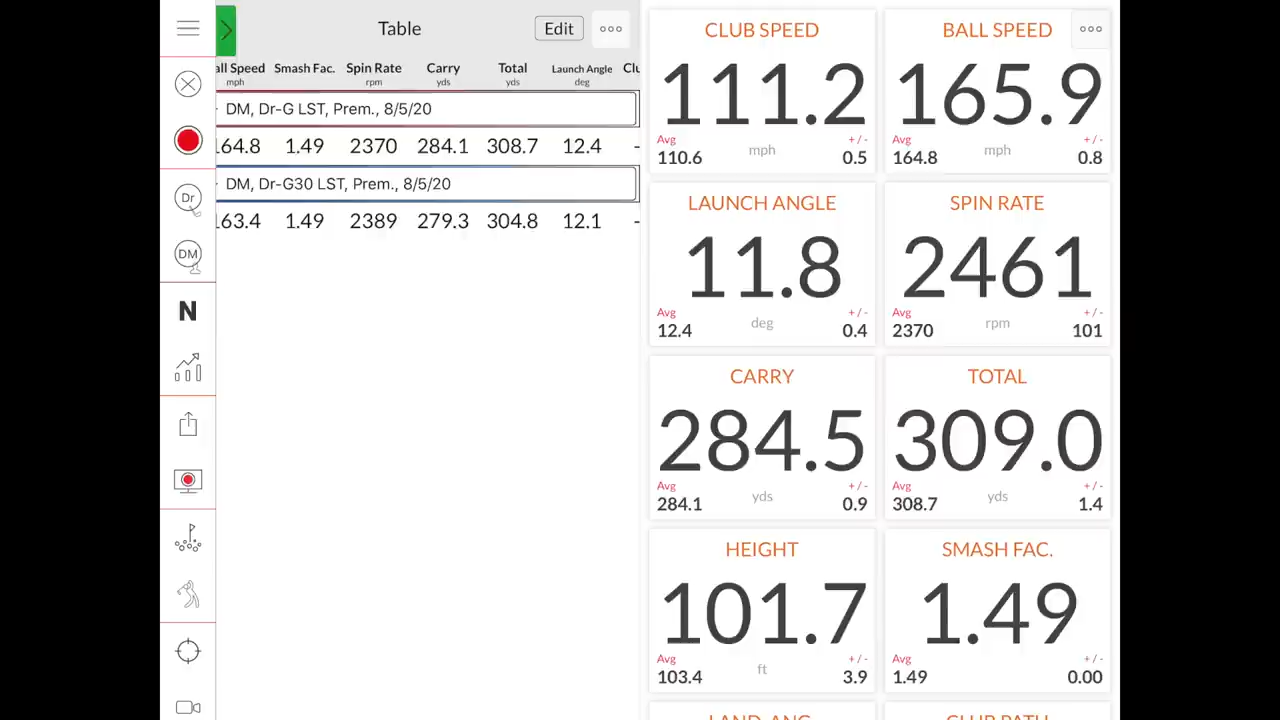 Table
Edit
all Speed Smash Fac. Spin Rate Carry Total Launch Angle Clu
mph rpm yds yds deg
DM, Dr-G LST, Prem., 8/5/20
164.8 1.49 2370 284.1 308.7 12.4 -
DM, Dr-G30 LST, Prem., 8/5/20
163.4 1.49 2389 279.3 304.8 12.1 -
Dr
DM
N
CLUB SPEED
111.2
Avg + / -
110.6 mph 0.5
BALL SPEED
165.9
Avg + / -
164.8 mph 0.8
LAUNCH ANGLE
11.8
Avg + / -
12.4 deg 0.4
SPIN RATE
2461
Avg + / -
2370 rpm 101
CARRY
284.5
Avg + / -
284.1 yds 0.9
TOTAL
309.0
Avg + / -
308.7 yds 1.4
HEIGHT
101.7
Avg + / -
103.4 ft 3.9
SMASH FAC.
1.49
Avg + / -
1.49 0.00
LAND. ANG.
CLUB PATH